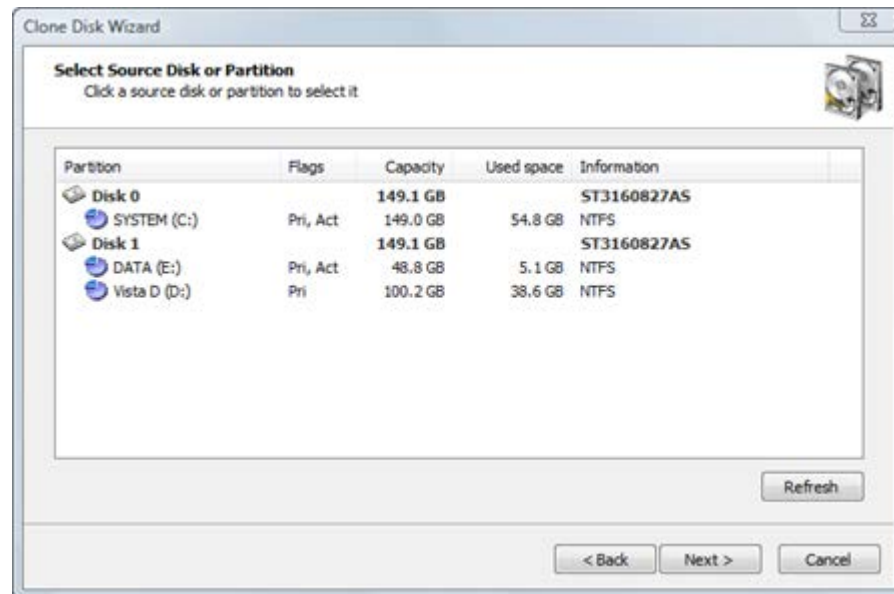 Clone Disk Wizard
Select Source Disk or Partition
Click a source disk or partition to select it
Partition Flags Capacity Used space Information
Disk 0 149.1 GB ST3160827AS
SYSTEM (C:) Pri, Act 149.0 GB 54.8 GB NTFS
Disk 1 149.1 GB ST3160827AS
DATA (E:) Pri, Act 48.8 GB 5.1 GB NTFS
Vista D (D:) Pri 100.2 GB 38.6 GB NTFS
Refresh
< Back Next > Cancel